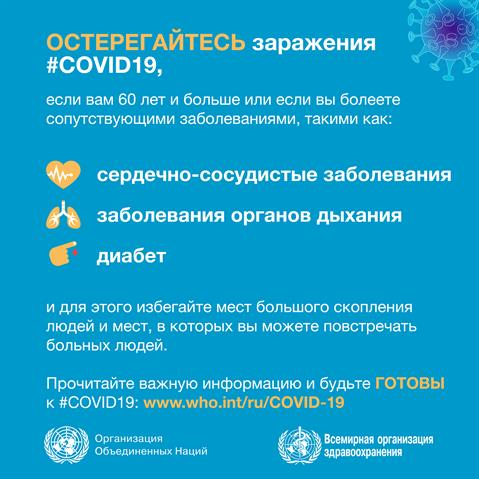 ОСТЕРЕГАЙТЕСЬ заражения
#COVID19,
если вам 60 лет и больше или если вы болеете
сопутствующими заболеваниями, такими как:
сердечно-сосудистые заболевания
заболевания органов дыхания
диабет
и для этого избегайте мест большого скопления
людей и мест, в которых вы можете повстречать
больных людей.
Прочитайте важную информацию и будьте ГОТОВЫ
к #COVID19: www.who.int/ru/COVID-19
Организация
Объединенных Наций
Всемирная организация
здравоохранения